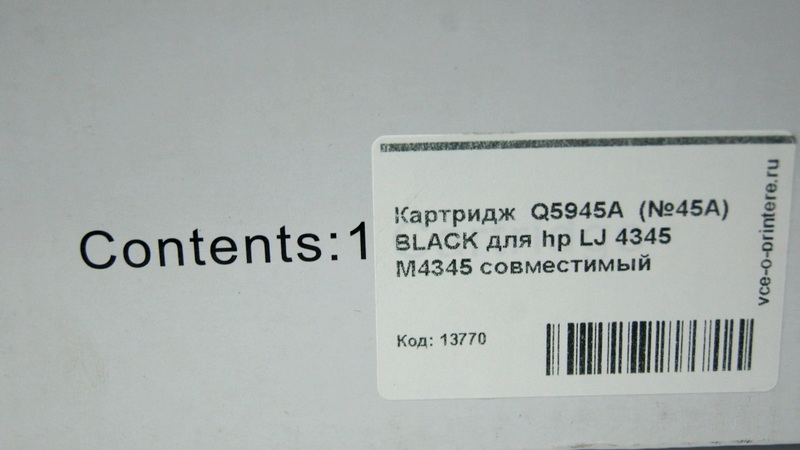 Contents:1
Картридж Q5945A (№45A)
BLACK для hp LJ 4345
M4345 совместимый
Код: 13770
vce-o-printere.ru